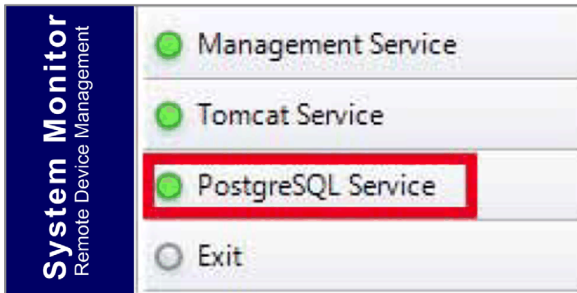 System Monitor
Remote Device Management
Management Service
Tomcat Service
PostgreSQL Service
Exit